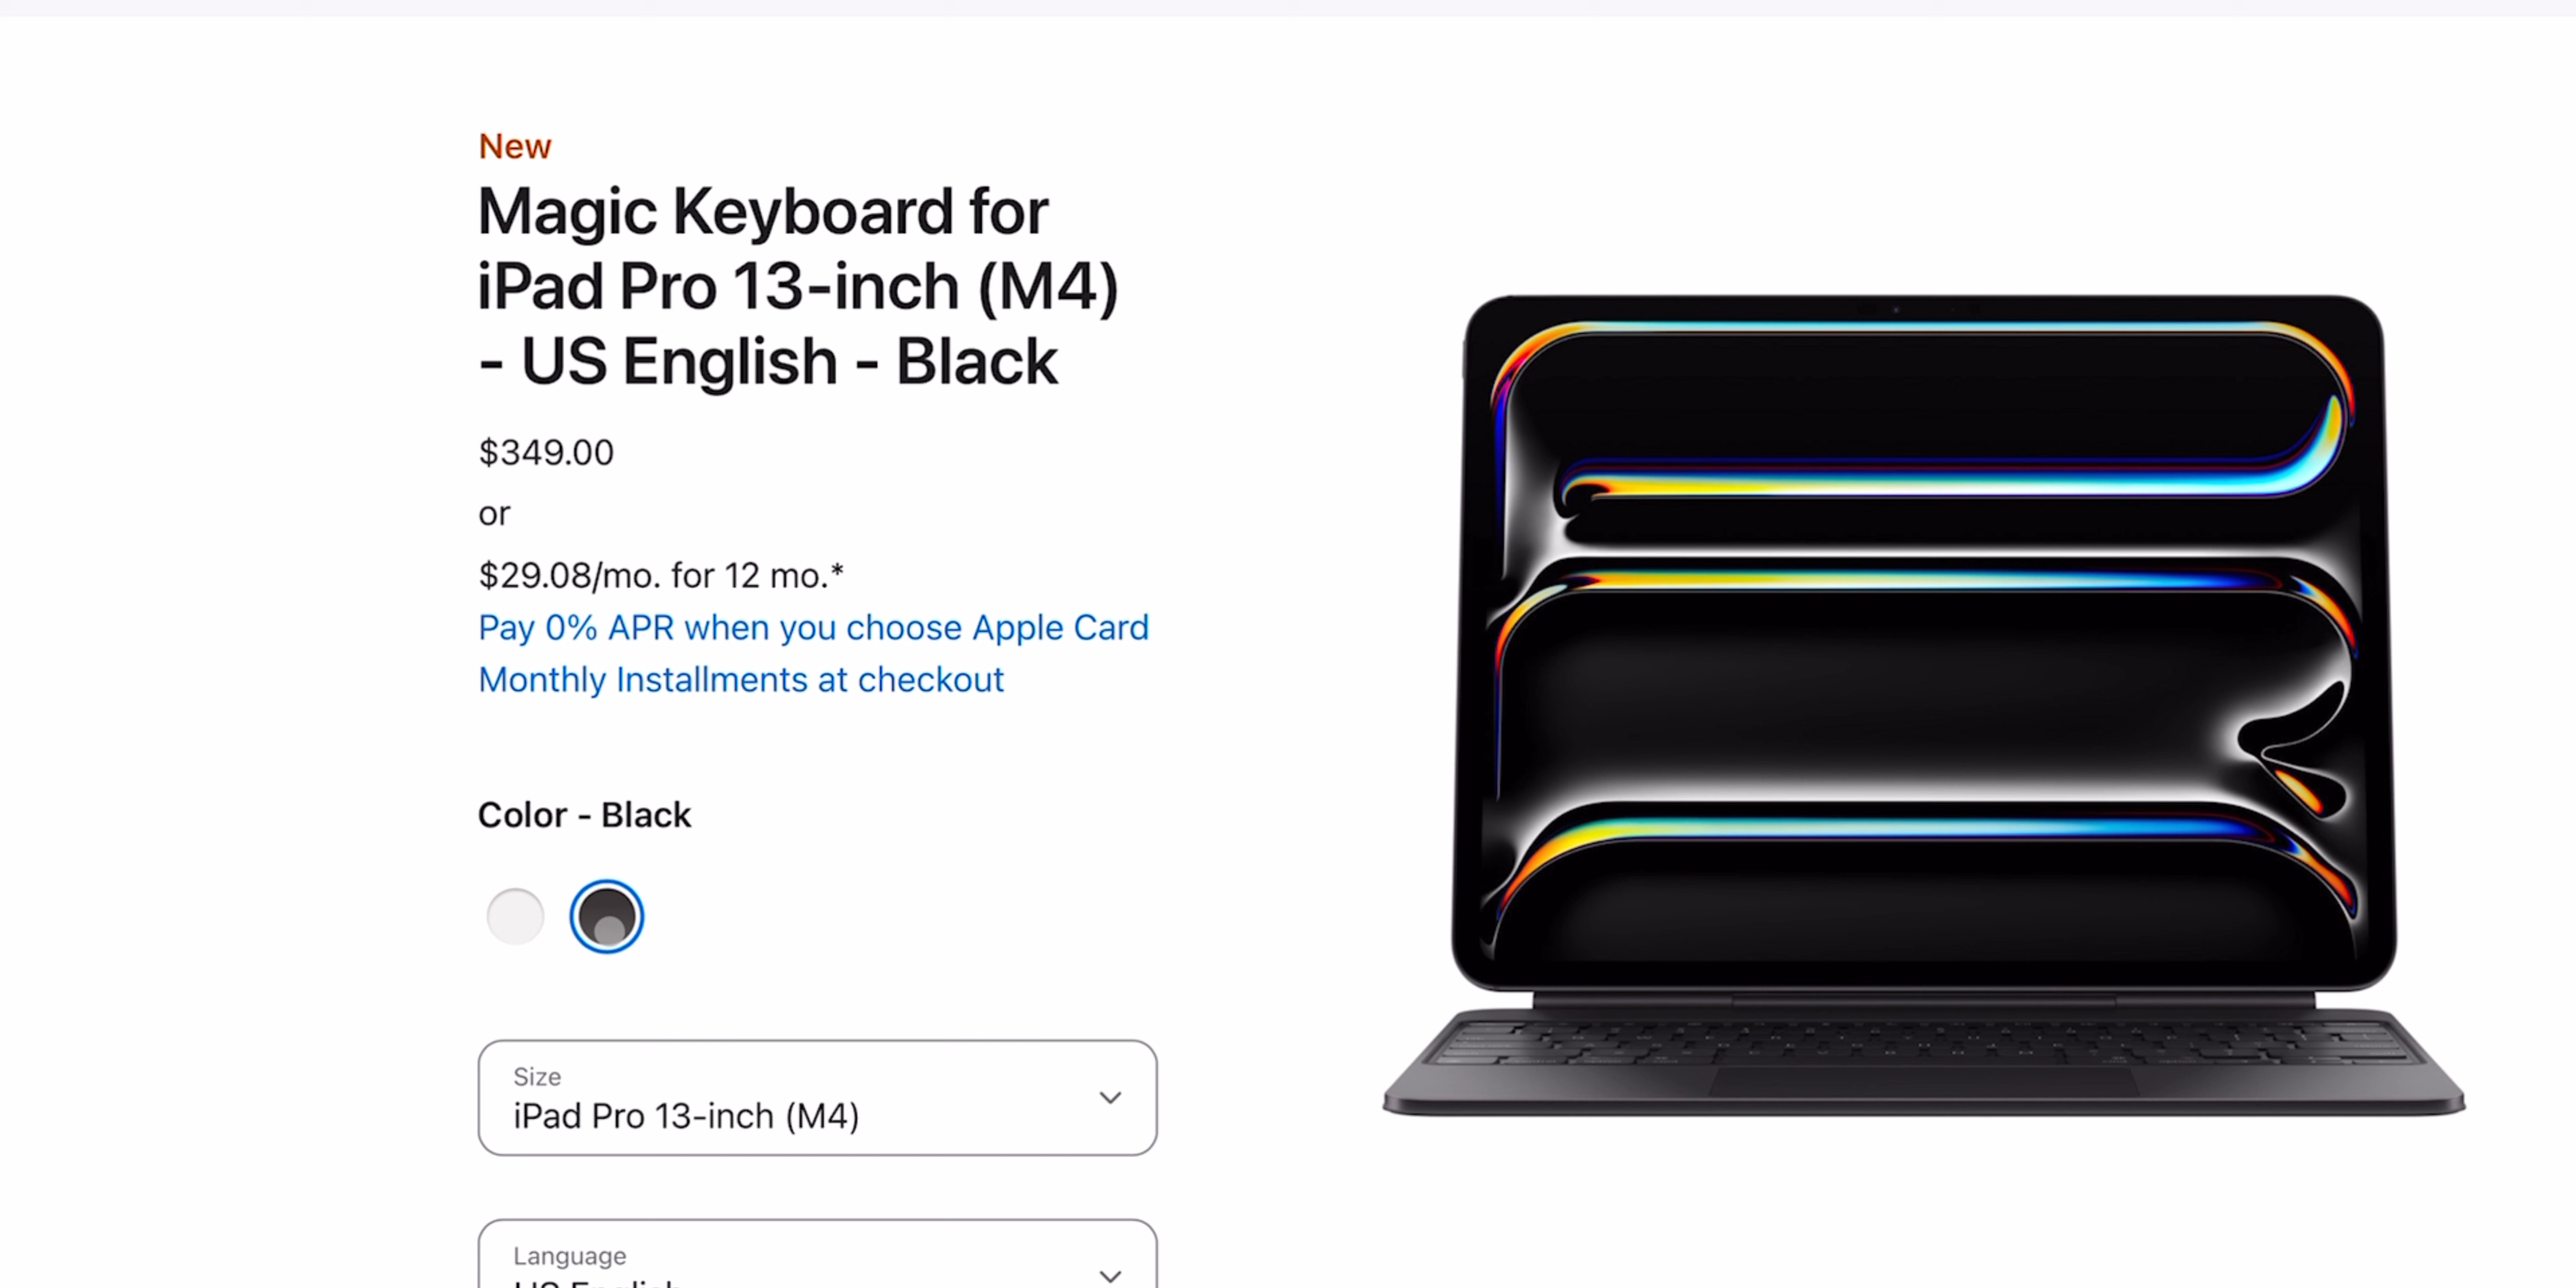 New
Magic Keyboard for
iPad Pro 13-inch (M4)
- US English - Black
$349.00
or
$29.08/mo. for 12 mo.*
Pay 0% APR when you choose Apple Card
Monthly Installments at checkout
Color - Black
Size
iPad Pro 13-inch (M4)
Language
US English